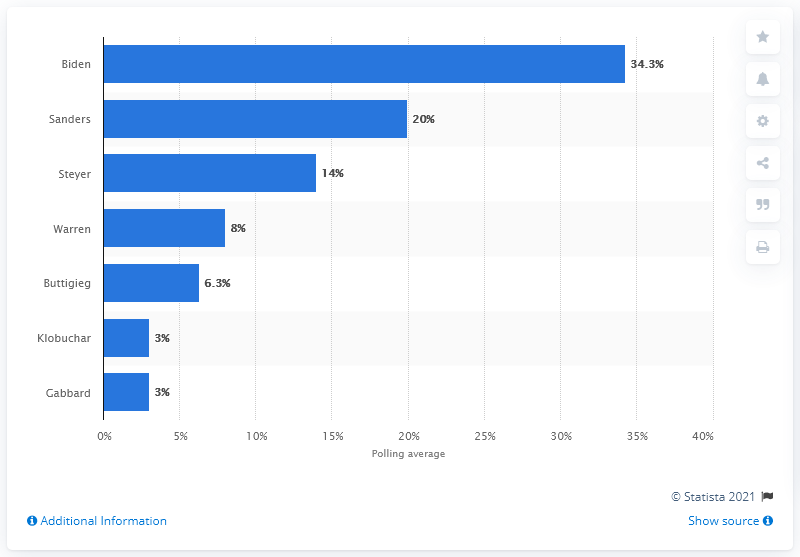 Biden 34.3%
Sanders 20%
Steyer 14%
Warren 8%
Buttigieg 6.3%
Klobuchar 3%
Gabbard 3%
0% 5% 10% 15% 20% 25% 30% 35% 40%
Polling average
© Statista 2021
Additional Information Show source